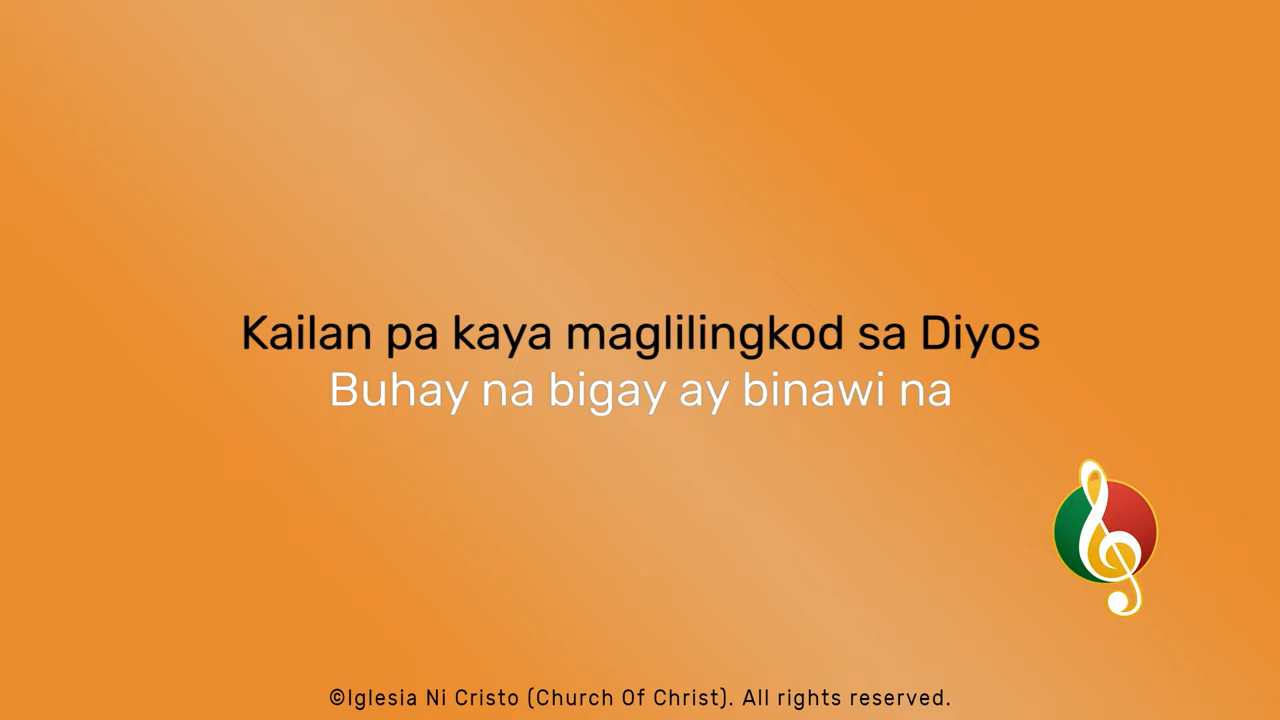 Kailan pa kaya maglilingkod sa Diyos
Buhay na bigay ay binawi na
©Iglesia Ni Cristo (Church Of Christ). All rights reserved.